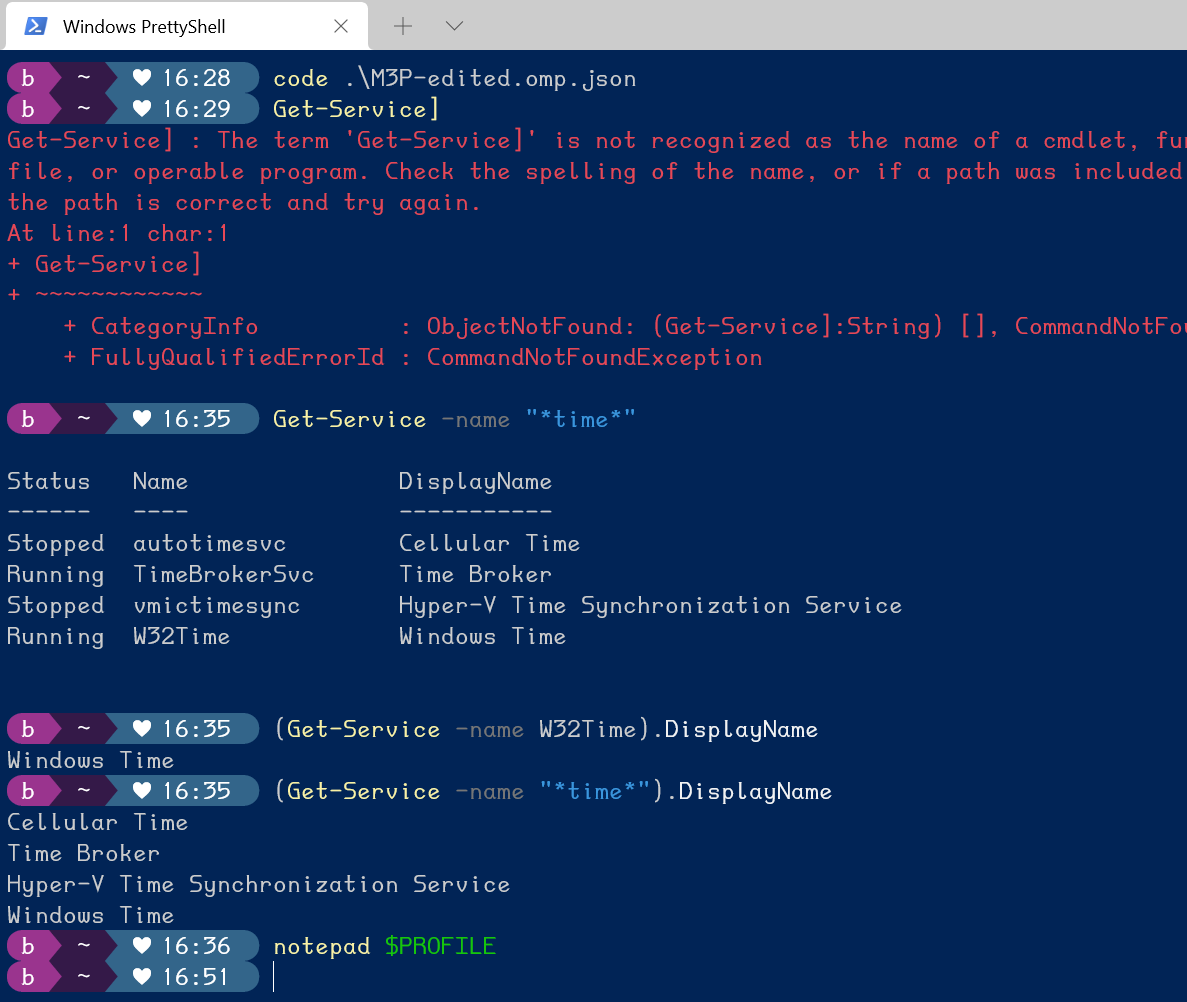 Windows PrettyShell
b ~ ♥ 16:28 code .\M3P-edited.omp.json
b ~ ♥ 16:29 Get-Service]
Get-Service] : The term 'Get-Service]' is not recognized as the name of a cmdlet,
file, or operable program. Check the spelling of the name, or if a path was included
the path is correct and try again.
At line:1 char:1
+ Get-Service]
+ ~~~~~~~~~~~~
    + CategoryInfo          : ObjectNotFound: (Get-Service]:String) [],
    + FullyQualifiedErrorId : CommandNotFoundException
b ~ ♥ 16:35 Get-Service -name "*time*"
Status   Name               DisplayName
------   ----               -----------
Stopped  autotimesvc        Cellular Time
Running  TimeBrokerSvc      Time Broker
Stopped  vmictimesync       Hyper-V Time Synchronization Service
Running  W32Time            Windows Time
b ~ ♥ 16:35 (Get-Service -name W32Time).DisplayName
Windows Time
b ~ ♥ 16:35 (Get-Service -name "*time*").DisplayName
Cellular Time
Time Broker
Hyper-V Time Synchronization Service
Windows Time
b ~ ♥ 16:36 notepad $PROFILE
b ~ ♥ 16:51